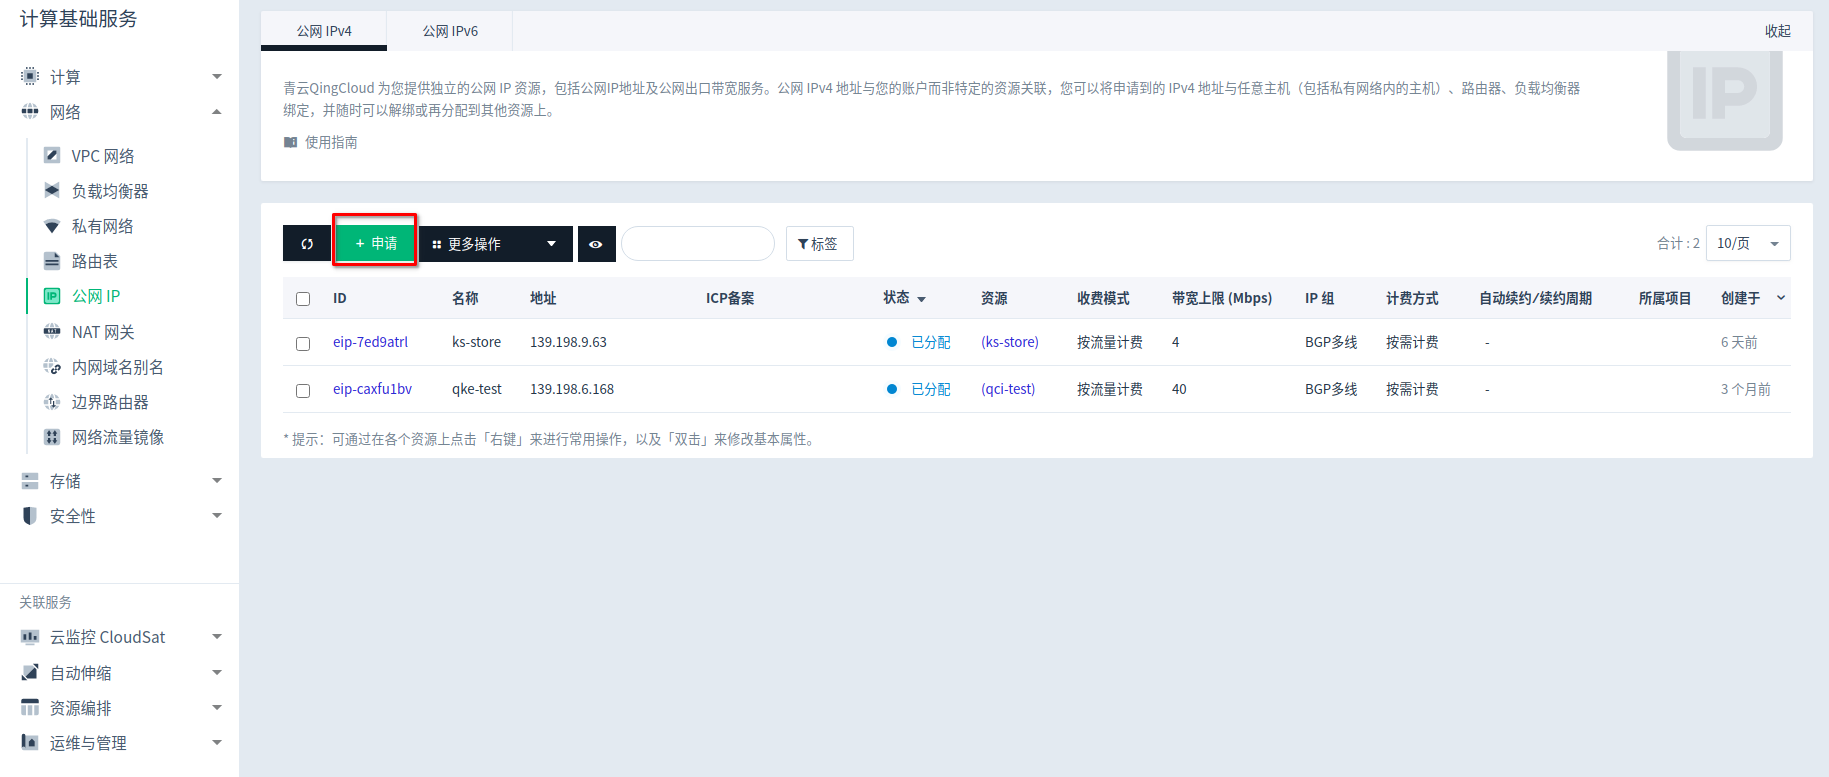 计算基础服务
计算
网络
VPC 网络
负载均衡器
私有网络
路由表
公网 IP
NAT 网关
内网域名别名
边界路由器
网络流量镜像
存储
安全性
关联服务
云监控 CloudSat
自动伸缩
资源编排
运维与管理
公网 IPv4 公网 IPv6 收起
青云QingCloud 为您提供独立的公网 IP 资源，包括公网IP地址及公网出口带宽服务。公网 IPv4 地址与您的账户而非特定的资源关联，您可以将申请到的 IPv4 地址与任意主机（包括私有网络内的主机）、路由器、负载均衡器
绑定，并随时可以解绑或再分配到其他资源上。
使用指南
IP
+ 申请 更多操作 标签 合计 : 2 10/页
ID 名称 地址 ICP备案 状态 资源 收费模式 带宽上限 (Mbps) IP 组 计费方式 自动续约/续约周期 所属项目 创建于
eip-7ed9atrl ks-store 139.198.9.63 已分配 (ks-store) 按流量计费 4 BGP多线 按需计费 - 6 天前
eip-caxfu1bv qke-test 139.198.6.168 已分配 (qci-test) 按流量计费 40 BGP多线 按需计费 - 3 个月前
* 提示：可通过在各个资源上点击「右键」来进行常用操作，以及「双击」来修改基本属性。